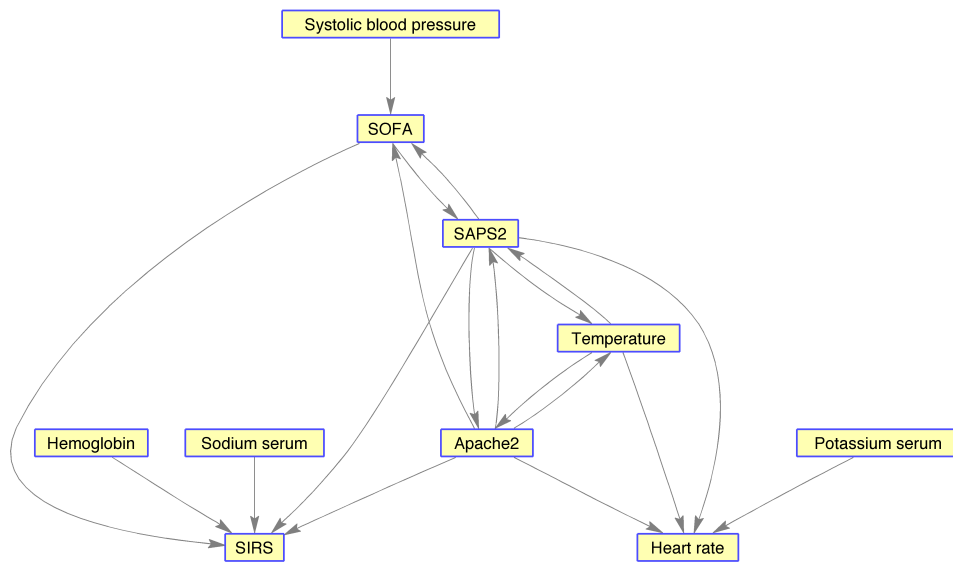 Systolic blood pressure
SOFA
SAPS2
Temperature
Hemoglobin
Sodium serum
Apache2
Potassium serum
SIRS
Heart rate